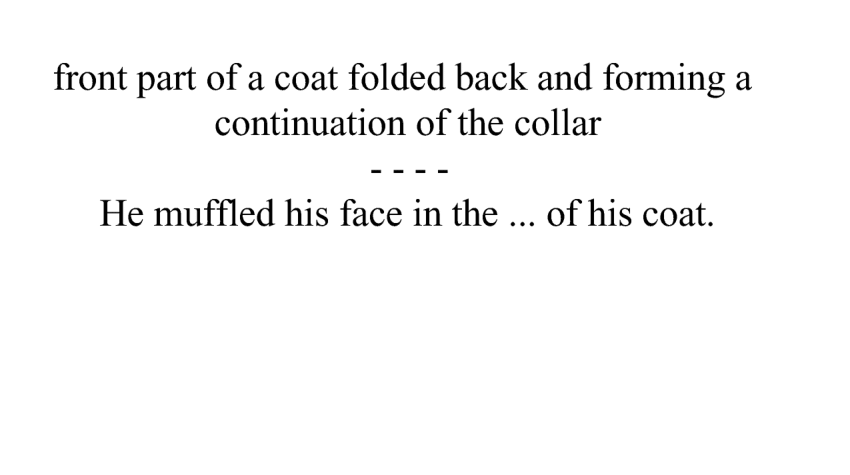 front part of a coat folded back and forming a
continuation of the collar
- - - -
He muffled his face in the ... of his coat.